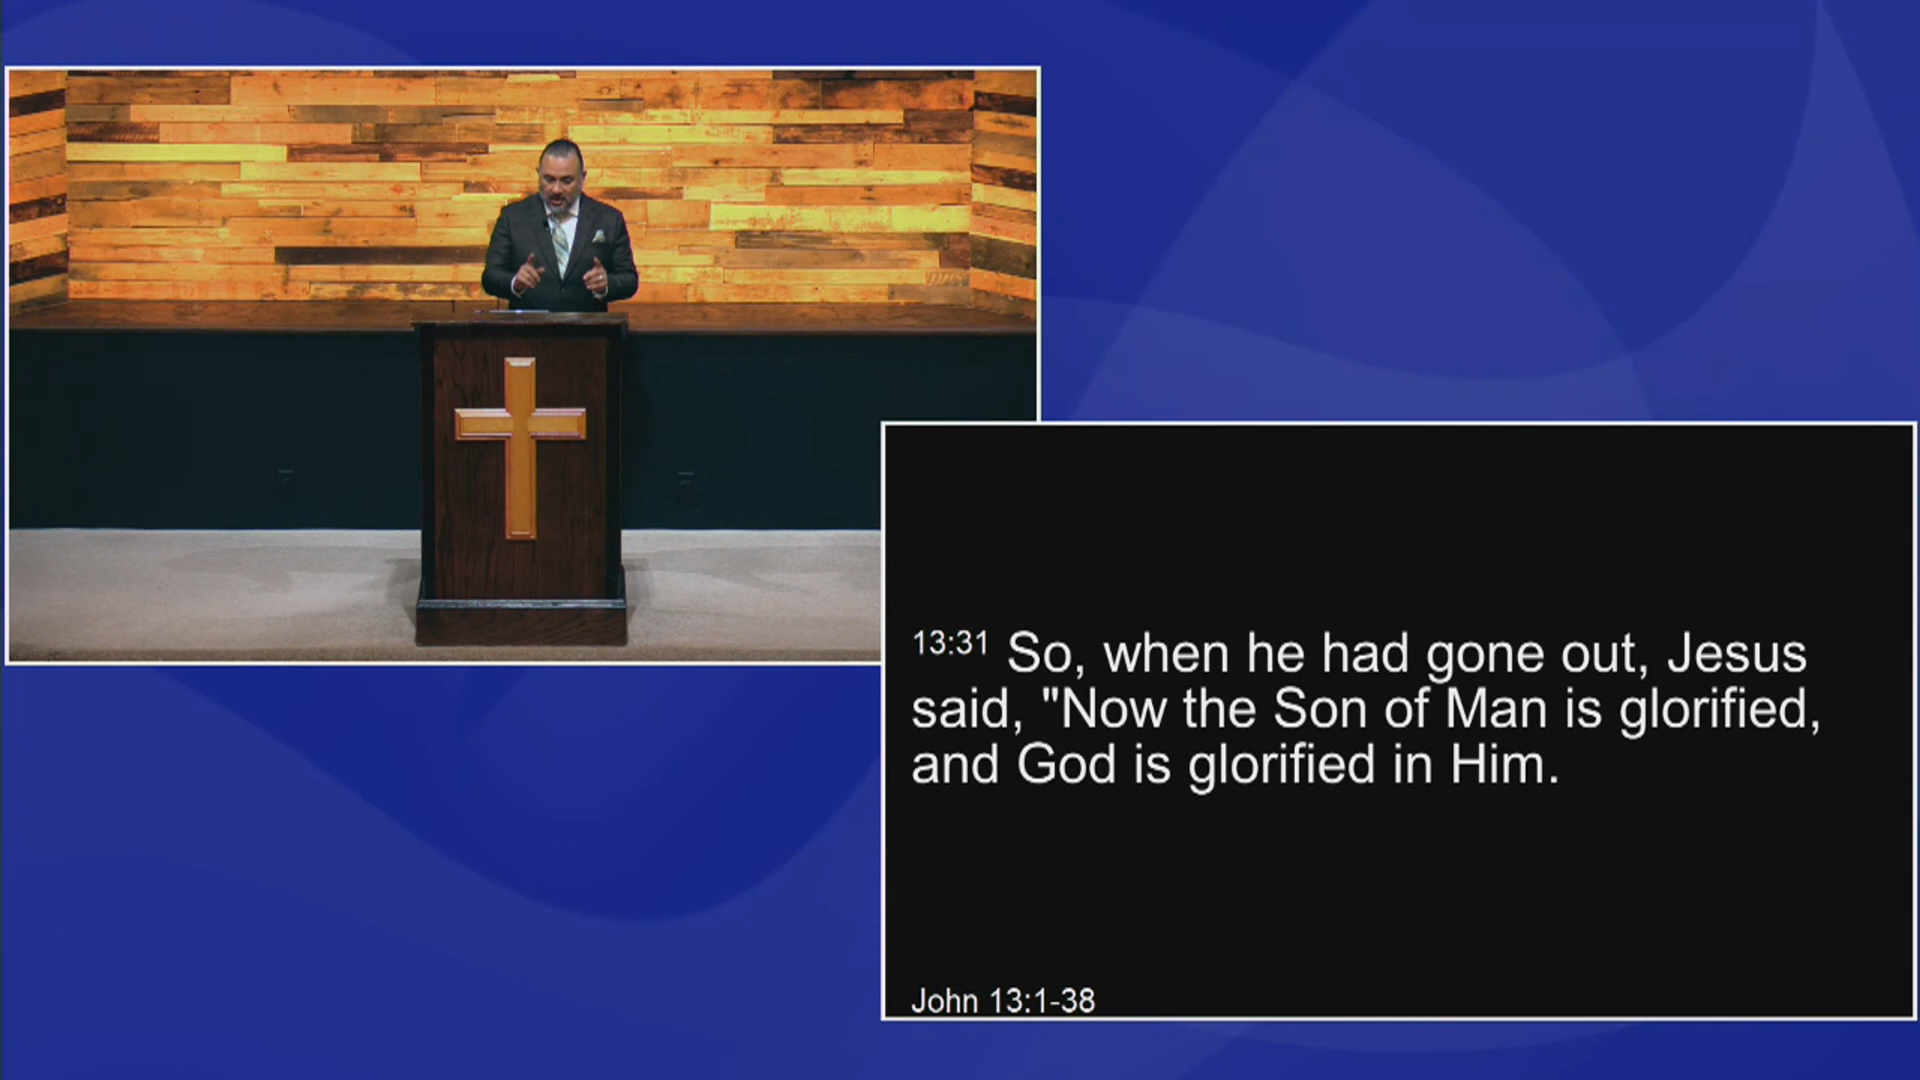 13:31 So, when he had gone out, Jesus
said, "Now the Son of Man is glorified,
and God is glorified in Him.
John 13:1-38